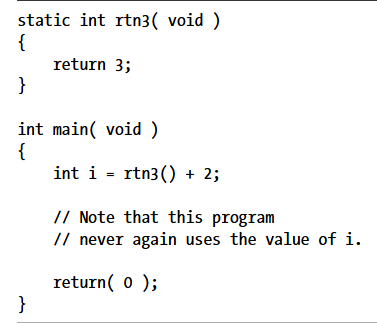 static int rtn3( void )
{
    return 3;
}

int main( void )
{
    int i = rtn3() + 2;

    // Note that this program
    // never again uses the value of i.

    return( 0 );
}